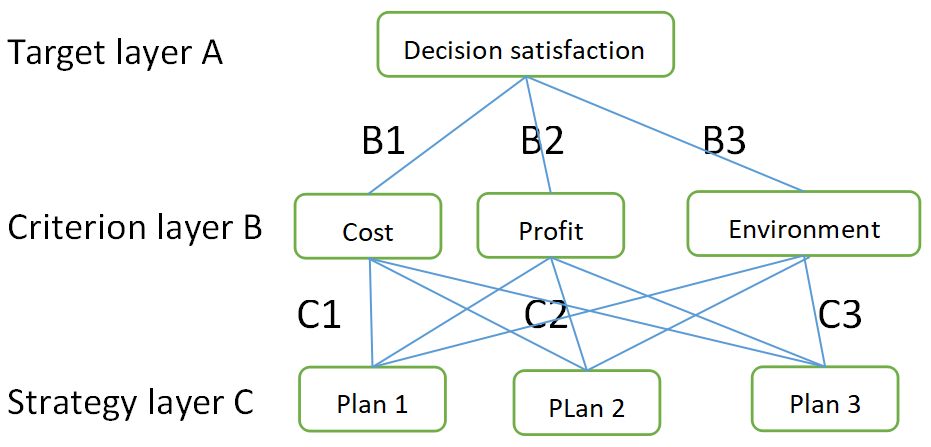 Target layer A
Decision satisfaction
B1
B2
B3
Criterion layer B
Cost
Profit
Environment
C1
C2
C3
Strategy layer C
Plan 1
PLan 2
Plan 3